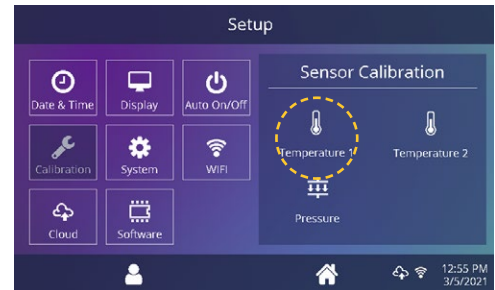 Setup
Date & Time
Display
Auto On/Off
Calibration
System
WIFI
Cloud
Software
Sensor Calibration
Temperature 1
Temperature 2
Pressure
12:55 PM
3/5/2021